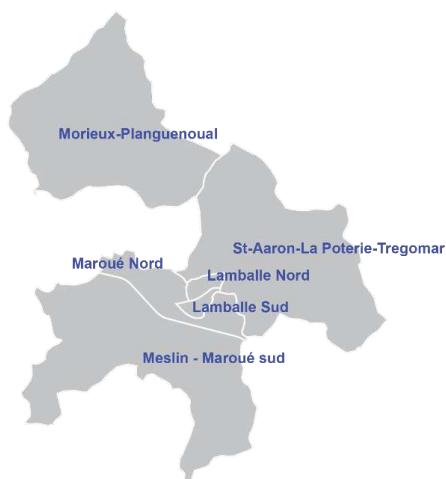 Morieux-Planguenoual
St-Aaron-La Poterie-Tregomar
Maroué Nord
Lamballe Nord
Lamballe Sud
Meslin - Maroué sud